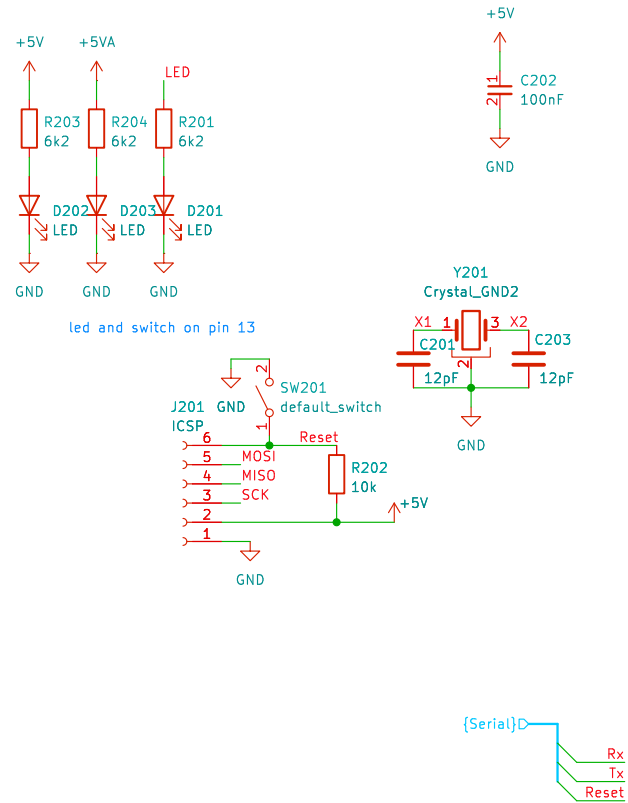 +5V
+5VA
LED
R203
6k2
R204
6k2
R201
6k2
D202
LED
D203
LED
D201
LED
GND
GND
GND
led and switch on pin 13
+5V
1
2
C202
100nF
GND
Y201
Crystal_GND2
X1
1
3
X2
2
C201
12pF
C203
12pF
GND
2
SW201
default_switch
GND
1
J201
ICSP
6
Reset
5
MOSI
4
MISO
3
SCK
2
1
R202
10k
+5V
GND
{Serial}
Rx
Tx
Reset